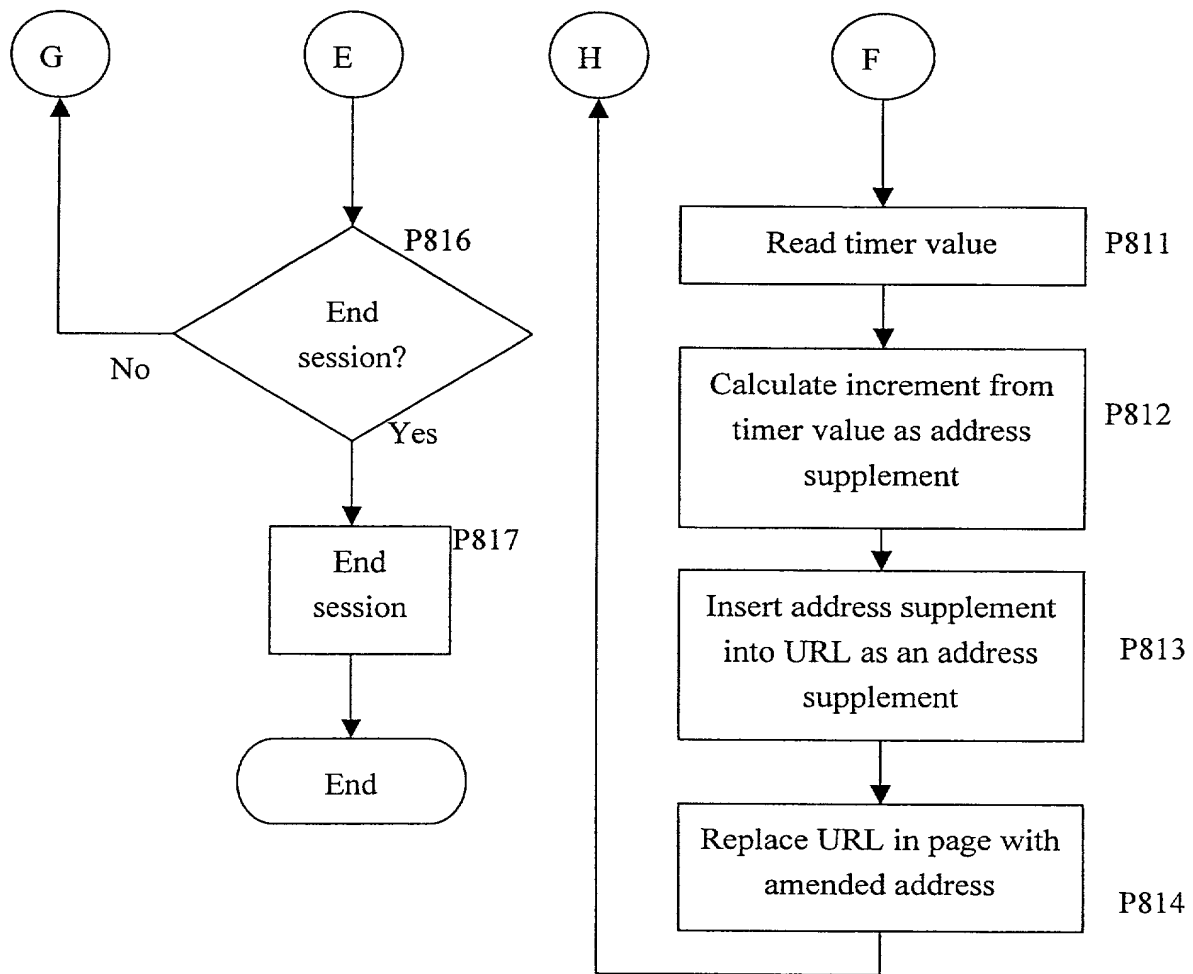 G
E
H
F
P816
End
session?
No
Yes
P817
End
session
End
Read timer value
P811
Calculate increment from
timer value as address
supplement
P812
Insert address supplement
into URL as an address
supplement
P813
Replace URL in page with
amended address
P814